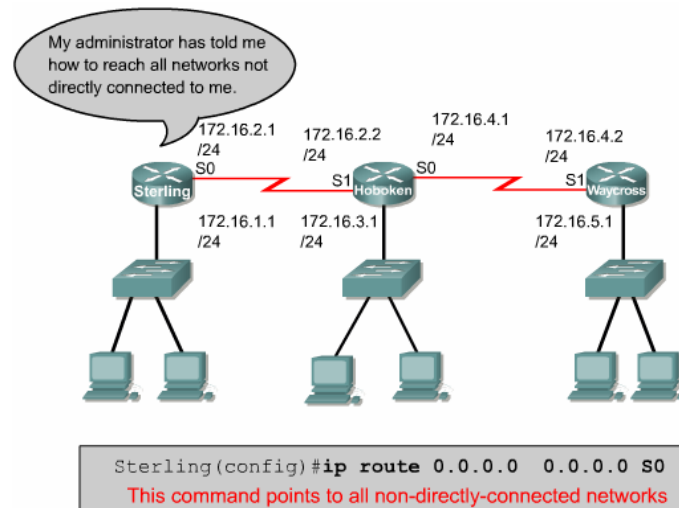 My administrator has told me
how to reach all networks not
directly connected to me.
172.16.2.1
/24
172.16.2.2
/24
172.16.4.1
/24
172.16.4.2
/24
S0
S1
S0
S1
Sterling
Hoboken
Waycross
172.16.1.1
/24
172.16.3.1
/24
172.16.5.1
/24
Sterling(config)#ip route 0.0.0.0 0.0.0.0 S0
This command points to all non-directly-connected networks